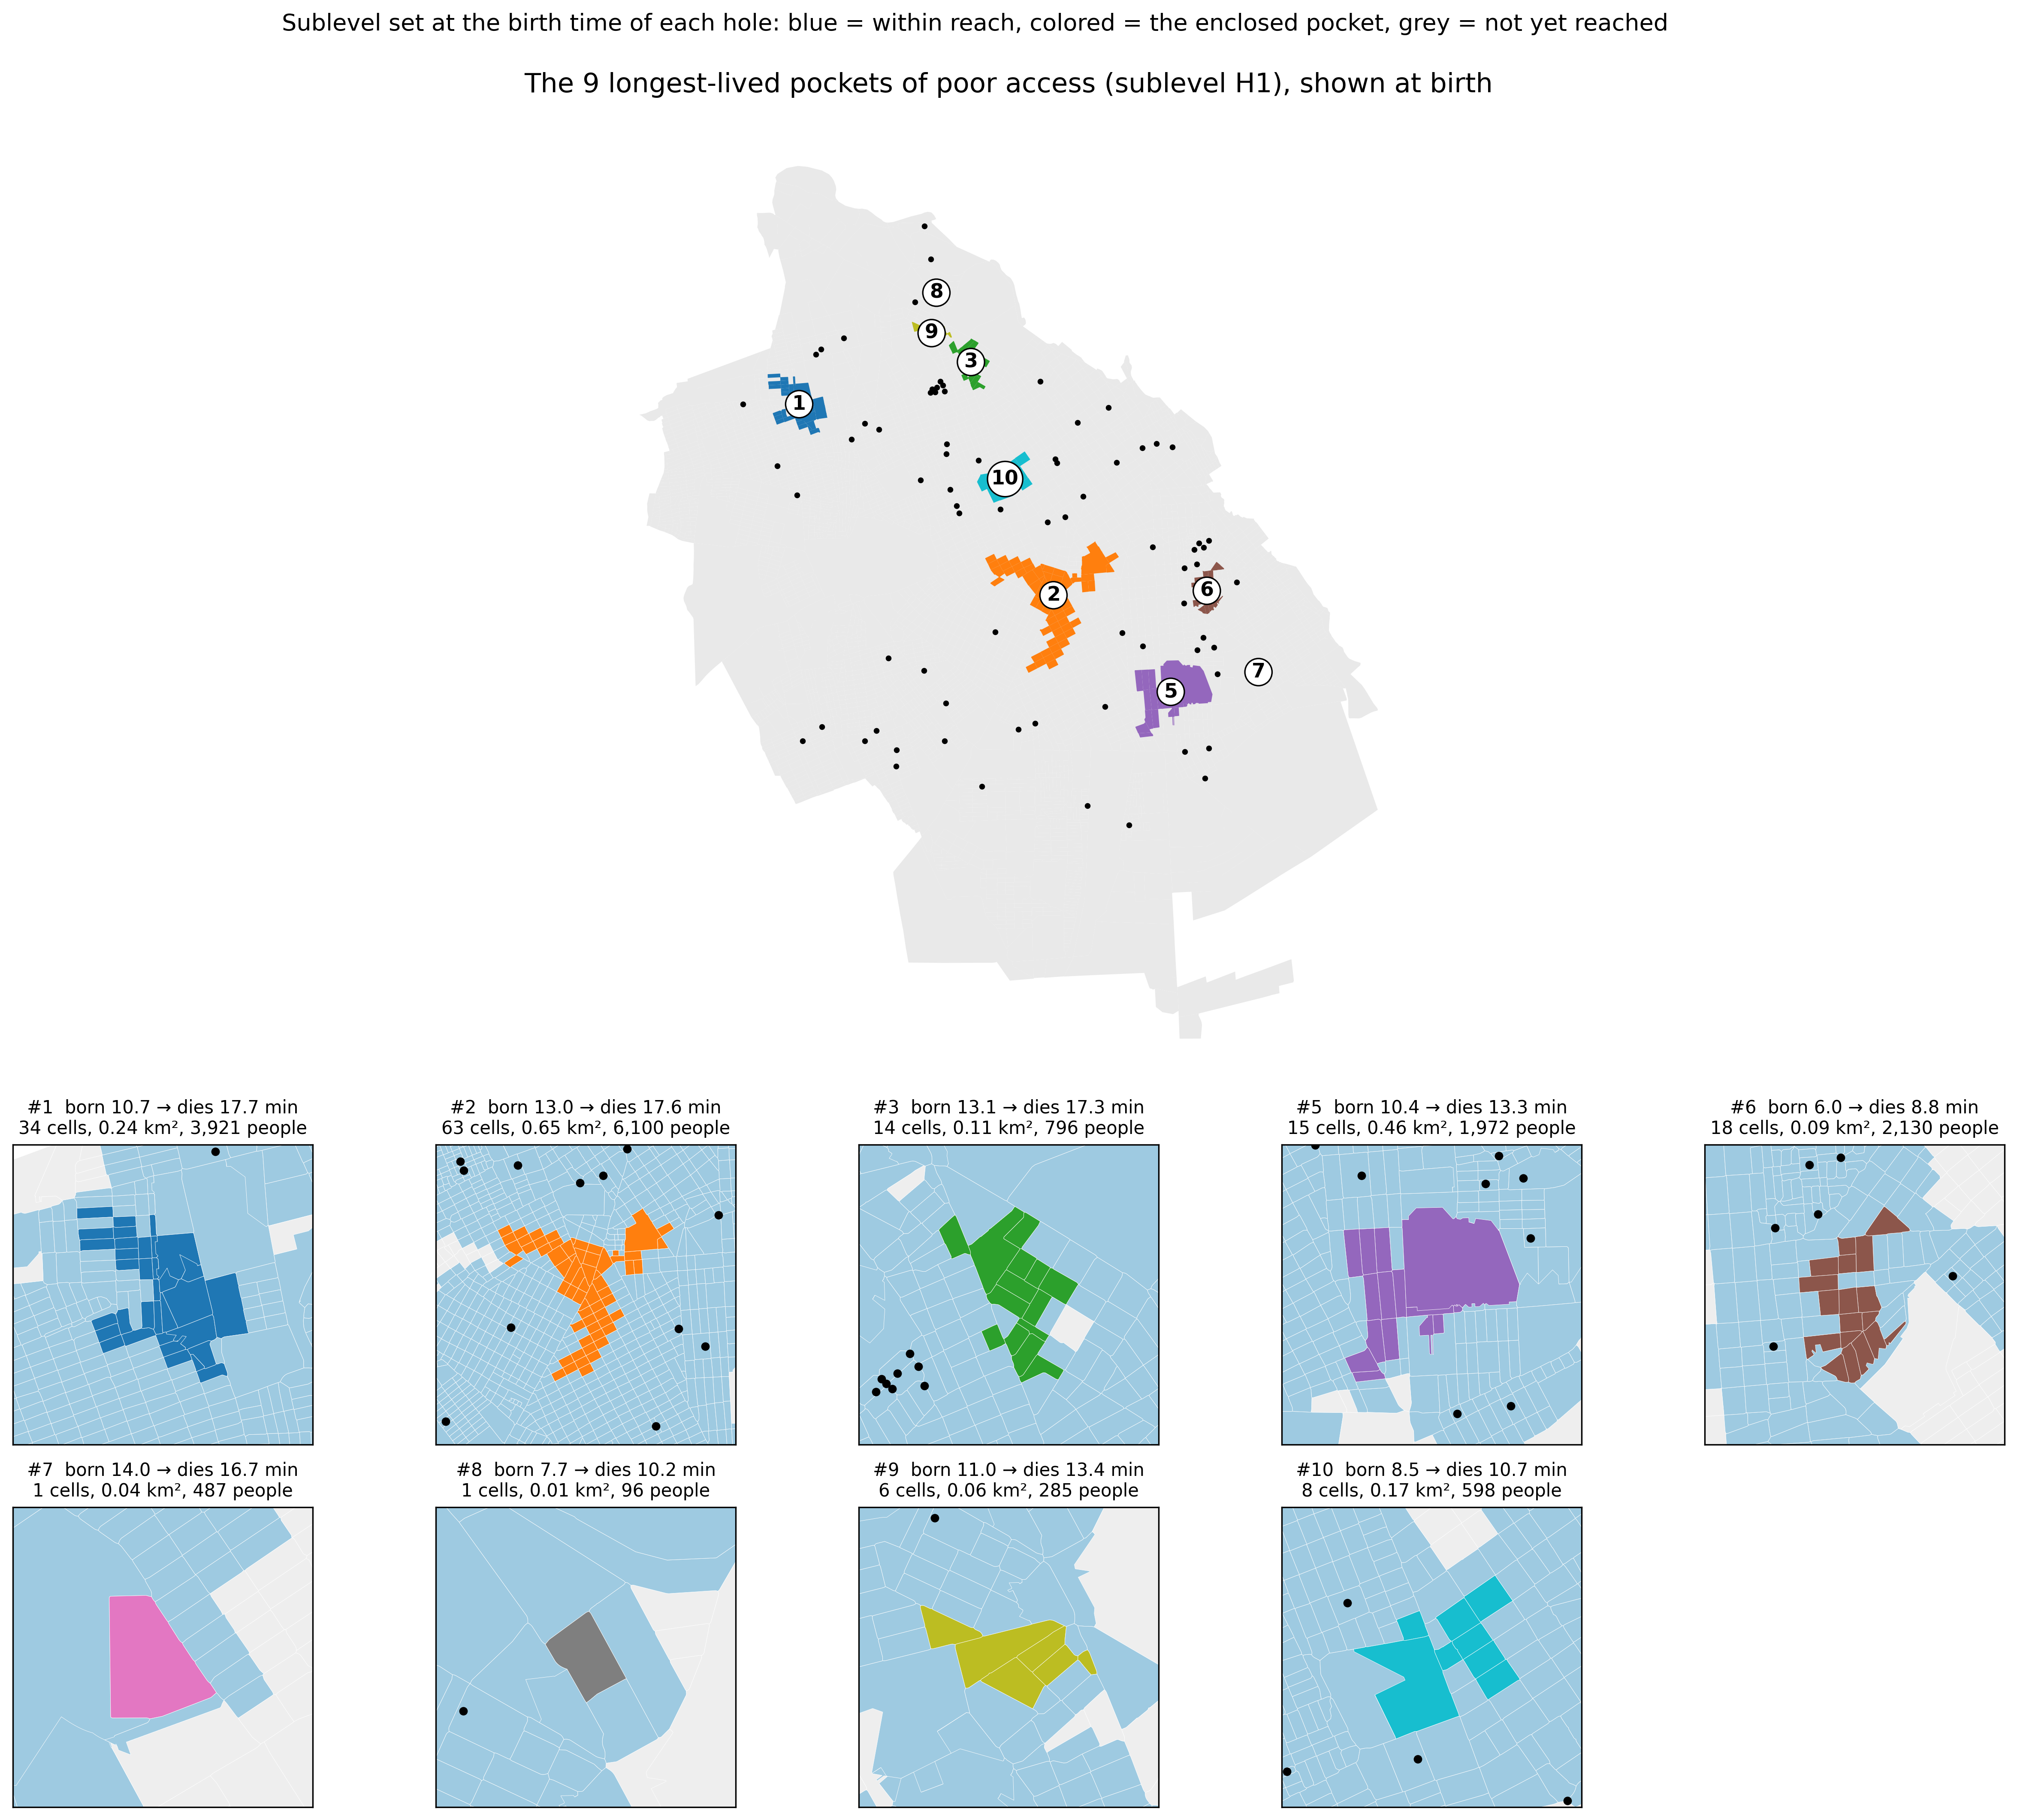 Sublevel set at the birth time of each hole: blue = within reach, colored = the enclosed pocket, grey = not yet reached
The 9 longest-lived pockets of poor access (sublevel H1), shown at birth
8
9
3
1
10
2
6
7
5
#1  born 10.7 → dies 17.7 min
34 cells, 0.24 km², 3,921 people
#2  born 13.0 → dies 17.6 min
63 cells, 0.65 km², 6,100 people
#3  born 13.1 → dies 17.3 min
14 cells, 0.11 km², 796 people
#5  born 10.4 → dies 13.3 min
15 cells, 0.46 km², 1,972 people
#6  born 6.0 → dies 8.8 min
18 cells, 0.09 km², 2,130 people
#7  born 14.0 → dies 16.7 min
1 cells, 0.04 km², 487 people
#8  born 7.7 → dies 10.2 min
1 cells, 0.01 km², 96 people
#9  born 11.0 → dies 13.4 min
6 cells, 0.06 km², 285 people
#10  born 8.5 → dies 10.7 min
8 cells, 0.17 km², 598 people